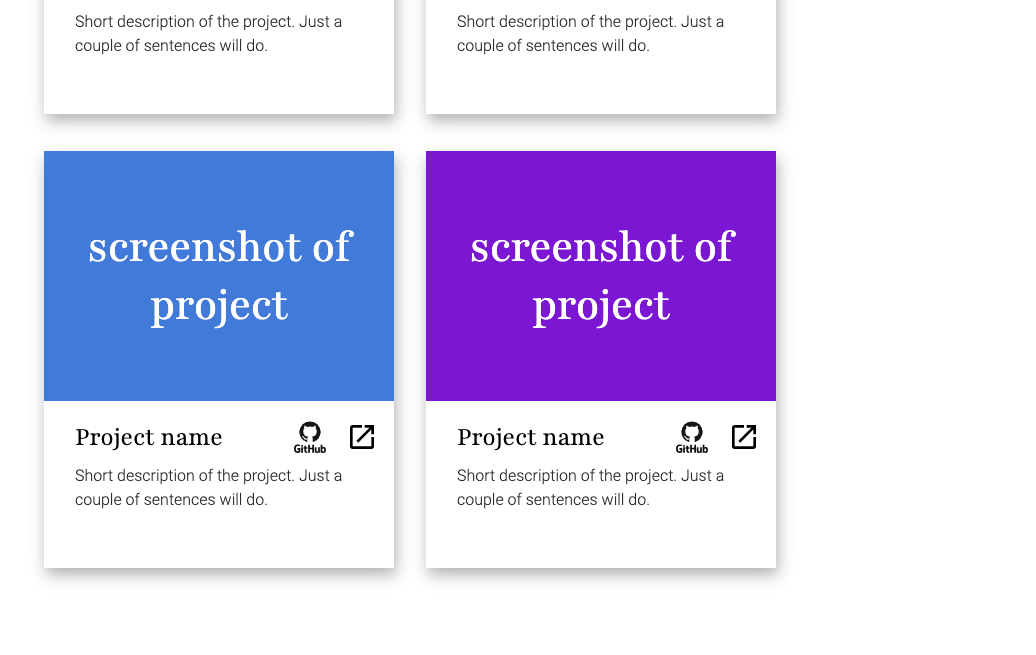 Short description of the project. Just a
couple of sentences will do.
Short description of the project. Just a
couple of sentences will do.
screenshot of
project
screenshot of
project
Project name
GitHub
Short description of the project. Just a
couple of sentences will do.
Project name
GitHub
Short description of the project. Just a
couple of sentences will do.